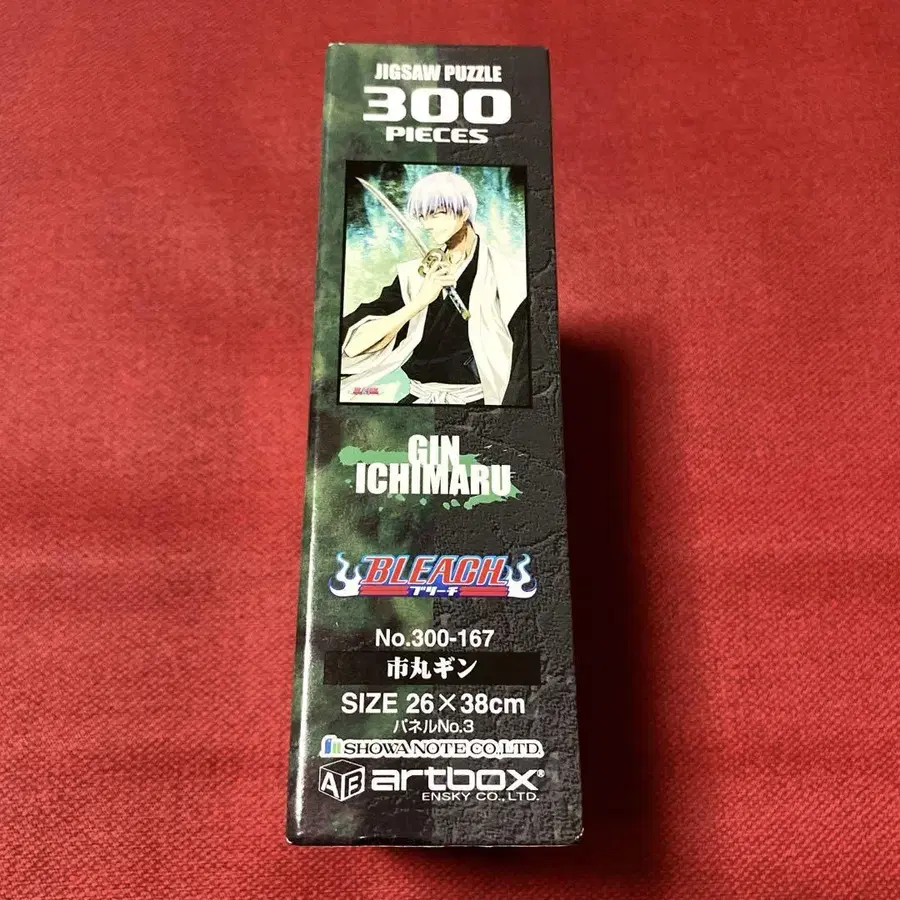 JIGSAW PUZZLE
300
PIECES
GIN
ICHIMARU
BLEACH
ブリーチ
No.300-167
市丸ギン
SIZE 26×38cm
パネルNo.3
SHOWA NOTE CO.,LTD.
AB artbox®
ENSKY CO.,LTD.